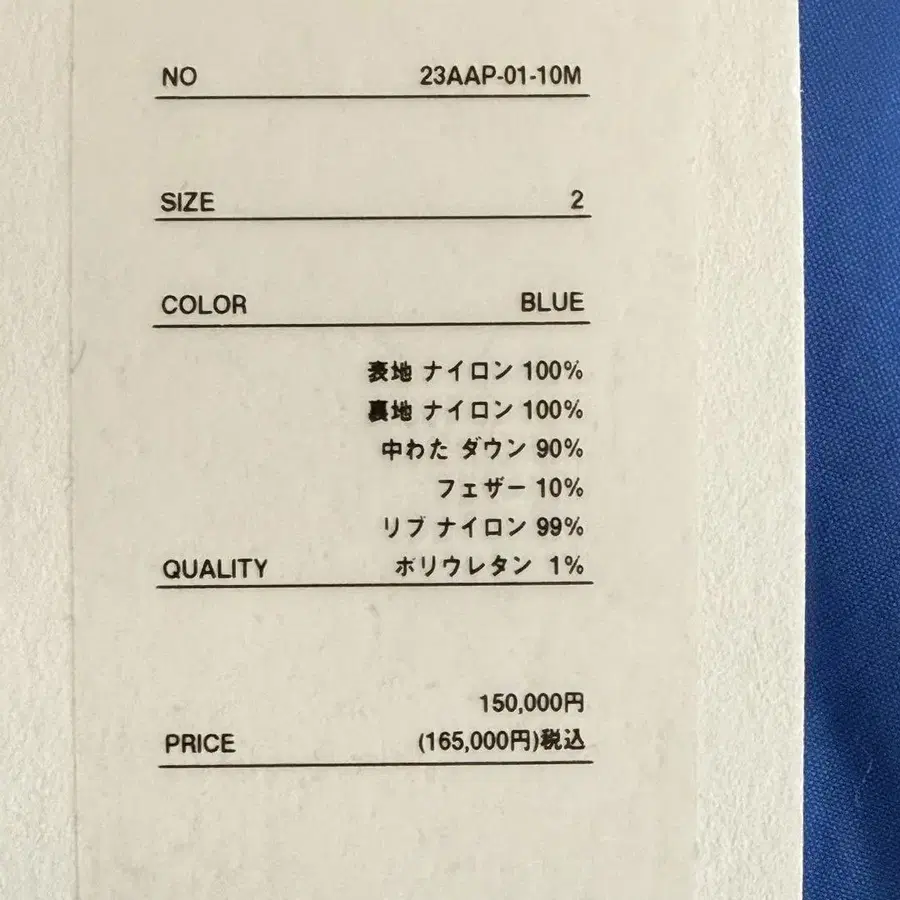 NO 23AAP-01-10M
SIZE 2
COLOR BLUE
表地 ナイロン 100%
裏地 ナイロン 100%
中わた ダウン 90%
フェザー 10%
リブ ナイロン 99%
QUALITY ポリウレタン 1%
150,000円
PRICE (165,000円)税込